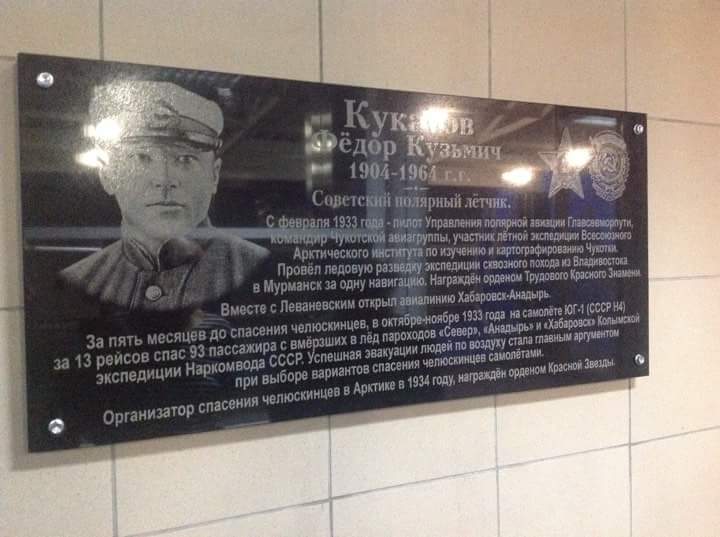 Куканов
Фёдор Кузьмич
1904-1964 г.г.
Советский полярный лётчик.
С февраля 1933 года - пилот Управления полярной авиации Главсевморпути,
командир Чукотской авиагруппы, участник лётной экспедиции Всесоюзного
Арктического института по изучению и картографированию Чукотки.
Провёл ледовую разведку экспедиции сквозного похода из Владивостока
в Мурманск за одну навигацию. Награждён орденом Трудового Красного Знамени.
Вместе с Леваневским открыл авиалинию Хабаровск-Анадырь.
За пять месяцев до спасения челюскинцев, в октябре-ноябре 1933 года на самолёте ЮГ-1 (СССР Н4)
за 13 рейсов спас 93 пассажира с вмёрзших в лёд пароходов «Север», «Анадырь» и «Хабаровск» Колымской
экспедиции Наркомвода СССР. Успешная эвакуации людей по воздуху стала главным аргументом
при выборе вариантов спасения челюскинцев самолётами.
Организатор спасения челюскинцев в Арктике в 1934 году, награждён орденом Красной Звезды.